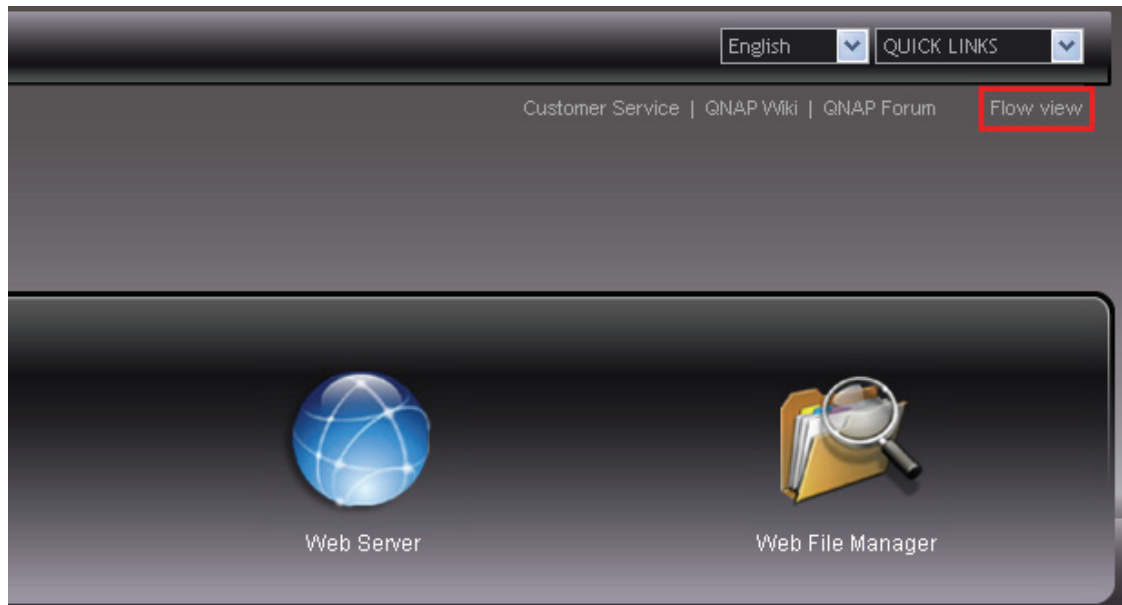 English QUICK LINKS
Customer Service | QNAP Wiki | QNAP Forum Flow view
Web Server Web File Manager